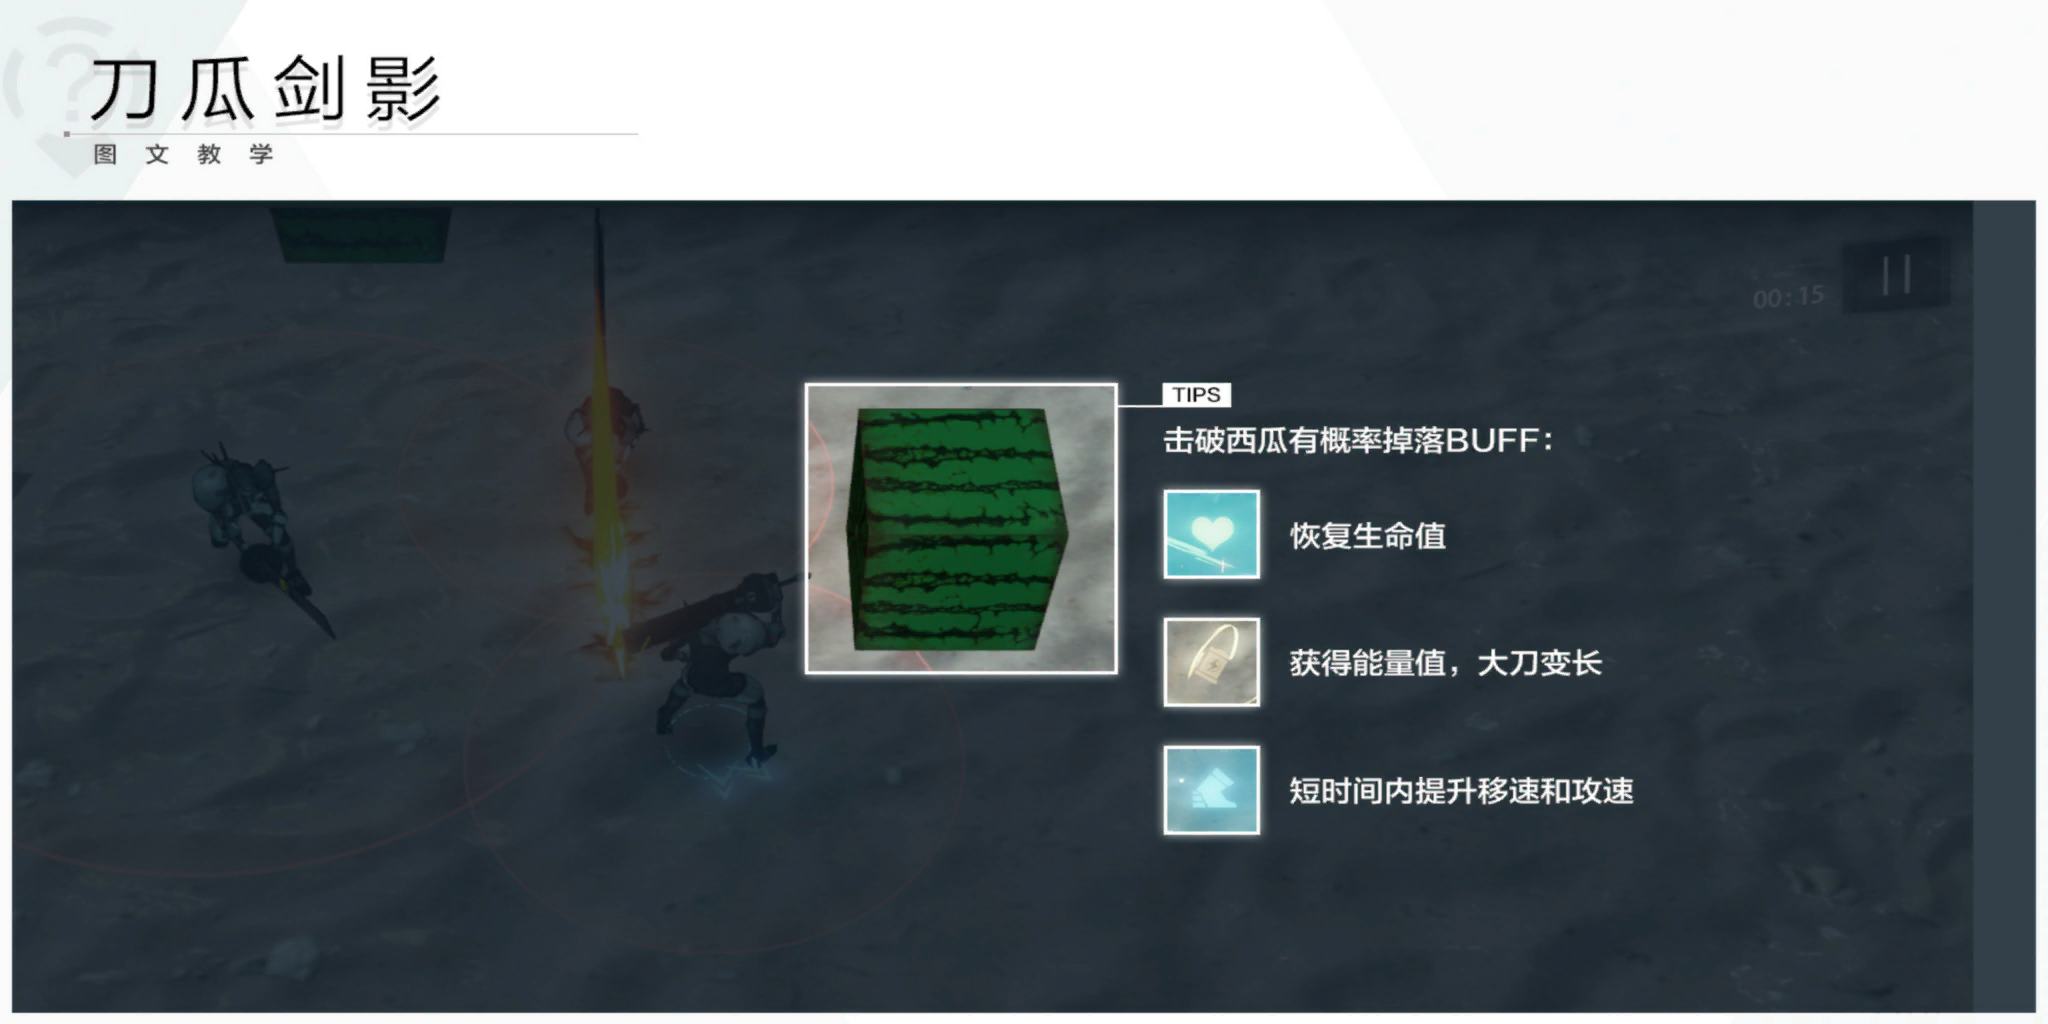 刀瓜剑影
图文教学
00:15
TIPS
击破西瓜有概率掉落BUFF：
恢复生命值
获得能量值，大刀变长
短时间内提升移速和攻速